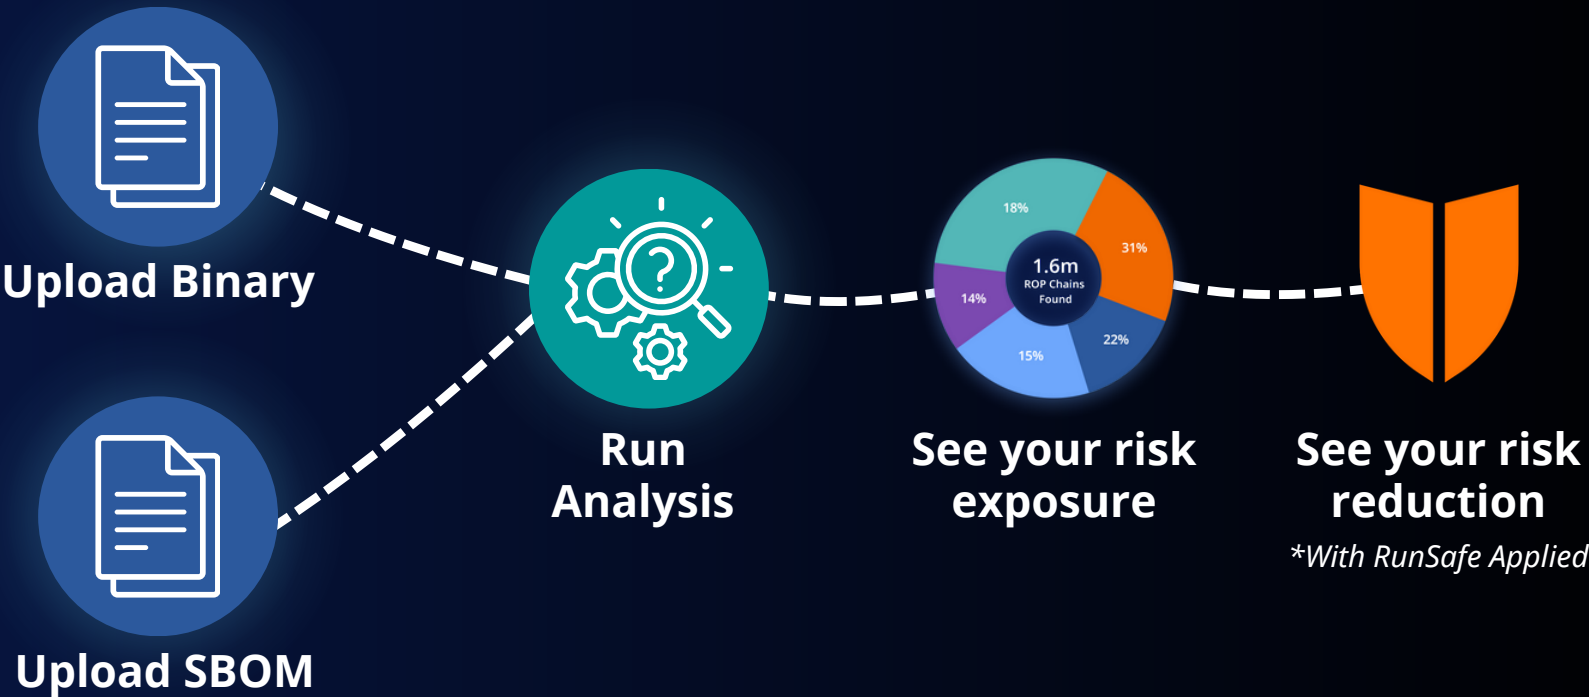 Upload Binary
Upload SBOM
?
Run
Analysis
18%
31%
14%
22%
15%
1.6m
ROP Chains
Found
See your risk
exposure
See your risk
reduction
*With RunSafe Applied